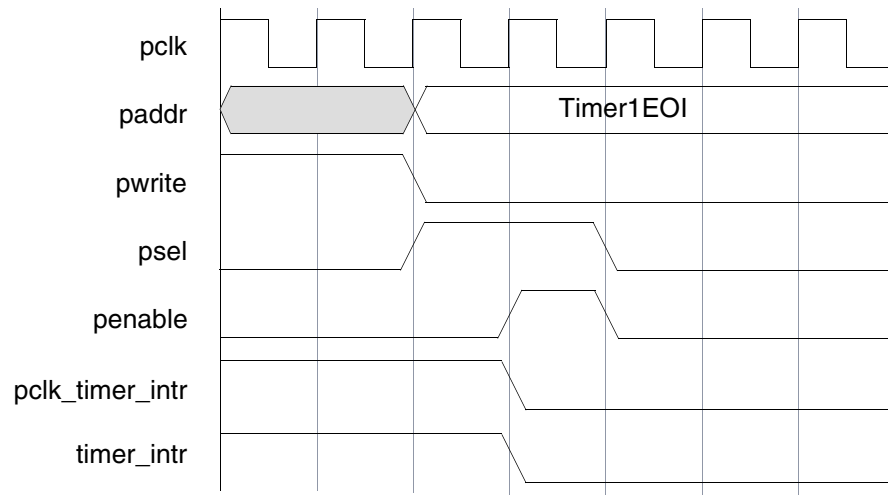 pclk
paddr
Timer1EOI
pwrite
psel
penable
pclk_timer_intr
timer_intr